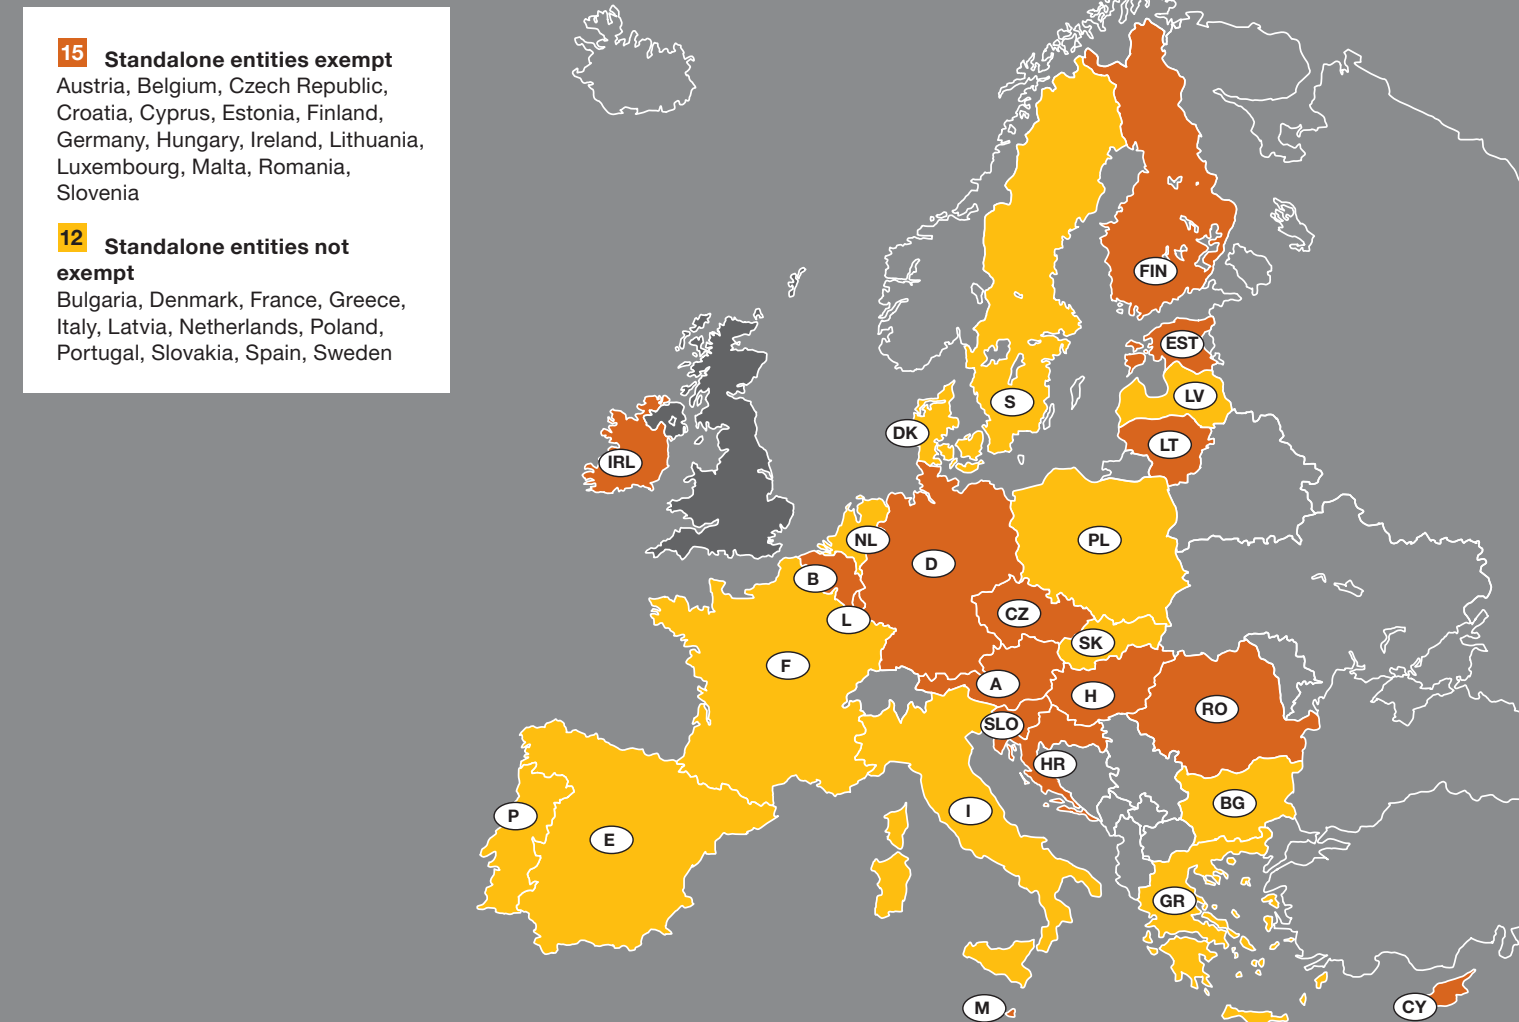 15 Standalone entities exempt
Austria, Belgium, Czech Republic,
Croatia, Cyprus, Estonia, Finland,
Germany, Hungary, Ireland, Lithuania,
Luxembourg, Malta, Romania,
Slovenia
12 Standalone entities not
exempt
Bulgaria, Denmark, France, Greece,
Italy, Latvia, Netherlands, Poland,
Portugal, Slovakia, Spain, Sweden
FIN
EST
LV
S
DK
LT
IRL
NL
PL
D
B
CZ
L
SK
F
A
H
RO
SLO
HR
BG
I
P
E
GR
M
CY